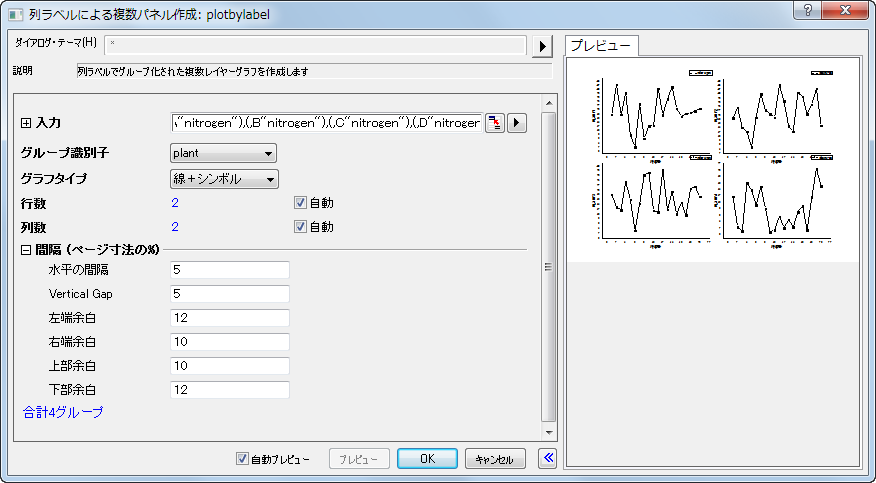 列ラベルによる複数パネル作成: plotbylabel
ダイアログ・テーマ(H) *
説明 列ラベルでグループ化された複数レイヤーグラフを作成します
入力 "nitrogen"),(,B"nitrogen"),(,C"nitrogen"),(,D"nitrogen
グループ識別子 plant
グラフタイプ 線+シンボル
行数 2 自動
列数 2 自動
間隔 (ページ寸法の%)
水平の間隔 5
Vertical Gap 5
左端余白 12
右端余白 10
上部余白 10
下部余白 12
合計4グループ
自動プレビュー プレビュー OK キャンセル
プレビュー